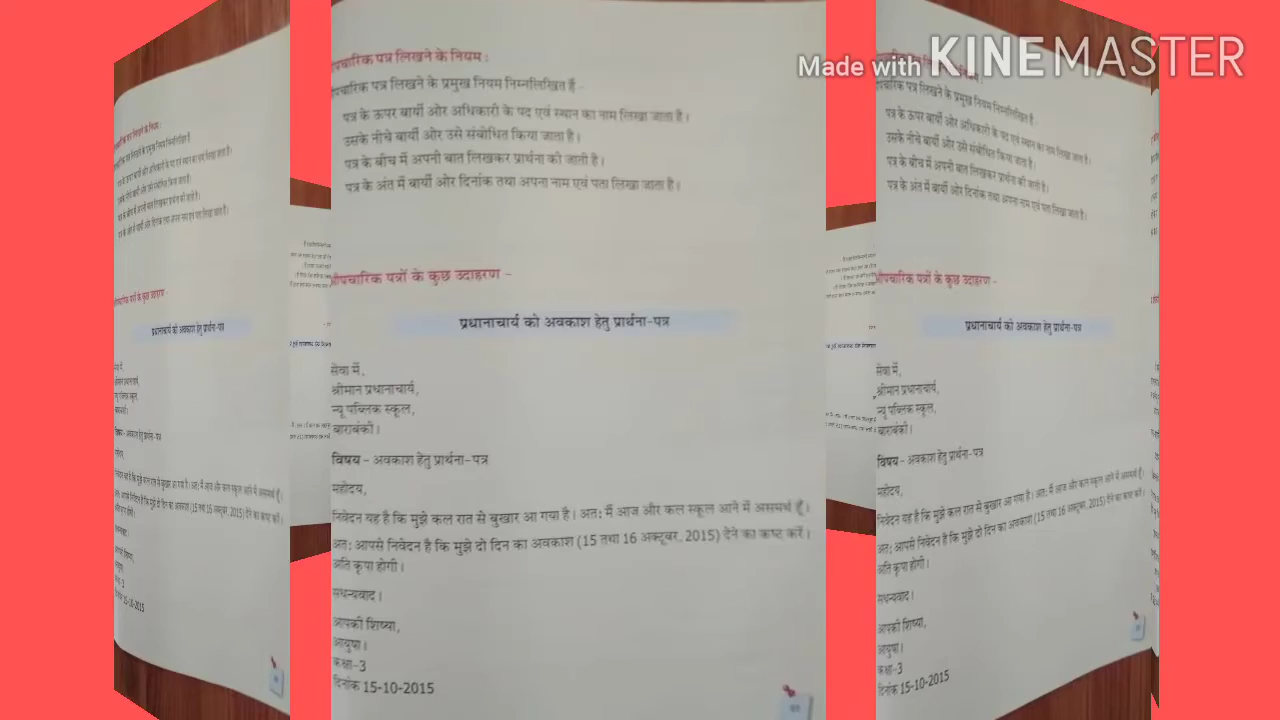 Made with KINEMASTER
औपचारिक पत्र लिखने के नियम :
औपचारिक पत्र लिखने के प्रमुख नियम निम्नलिखित हैं -
पत्र के ऊपर बायीं ओर अधिकारी के पद एवं स्थान का नाम लिखा जाता है।
उसके नीचे बायीं ओर उसे संबोधित किया जाता है।
पत्र के बीच में अपनी बात लिखकर प्रार्थना की जाती है।
पत्र के अंत में बायीं ओर दिनांक तथा अपना नाम एवं पता लिखा जाता है।
औपचारिक पत्रों के कुछ उदाहरण -
प्रधानाचार्य को अवकाश हेतु प्रार्थना-पत्र
सेवा में,
श्रीमान प्रधानाचार्य,
न्यू पब्लिक स्कूल,
बाराबंकी।
विषय - अवकाश हेतु प्रार्थना-पत्र
महोदय,
निवेदन यह है कि मुझे कल रात से बुखार आ गया है। अत: मैं आज और कल स्कूल आने में असमर्थ हूँ।
अत: आपसे निवेदन है कि मुझे दो दिन का अवकाश (15 तथा 16 अक्टूबर, 2015) देने का कष्ट करें।
अति कृपा होगी।
सधन्यवाद।
आपकी शिष्या,
आयुषा।
कक्षा-3
दिनांक 15-10-2015